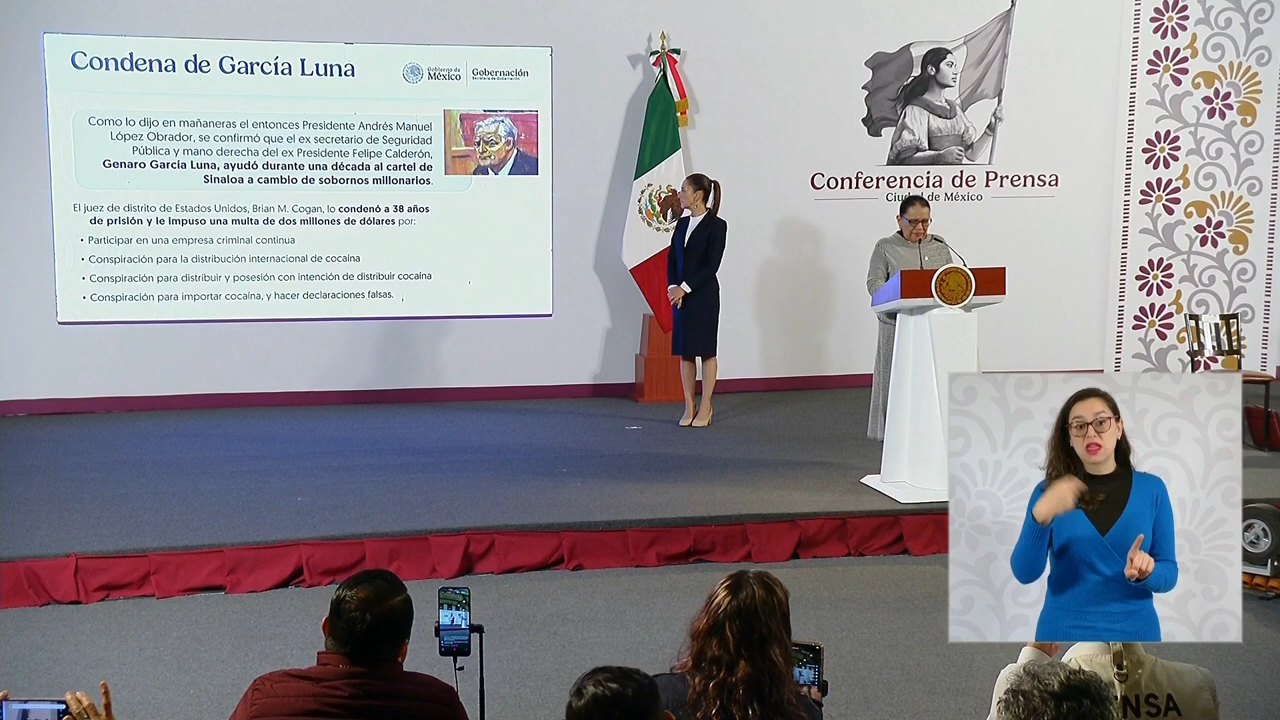 Condena de García Luna
Gobierno de
México
Gobernación
Secretaría de Gobernación
Como lo dijo en mañaneras el entonces Presidente Andrés Manuel
López Obrador, se confirmó que el ex secretario de Seguridad
Pública y mano derecha del ex Presidente Felipe Calderón,
Genaro García Luna, ayudó durante una década al cartel de
Sinaloa a cambio de sobornos millonarios.
El juez de distrito de Estados Unidos, Brian M. Cogan, lo condenó a 38 años
de prisión y le impuso una multa de dos millones de dólares por:
• Participar en una empresa criminal continua
• Conspiración para la distribución internacional de cocaína
• Conspiración para distribuir y posesión con intención de distribuir cocaína
• Conspiración para importar cocaína, y hacer declaraciones falsas.
Conferencia de Prensa
Ciudad de México
ENSA